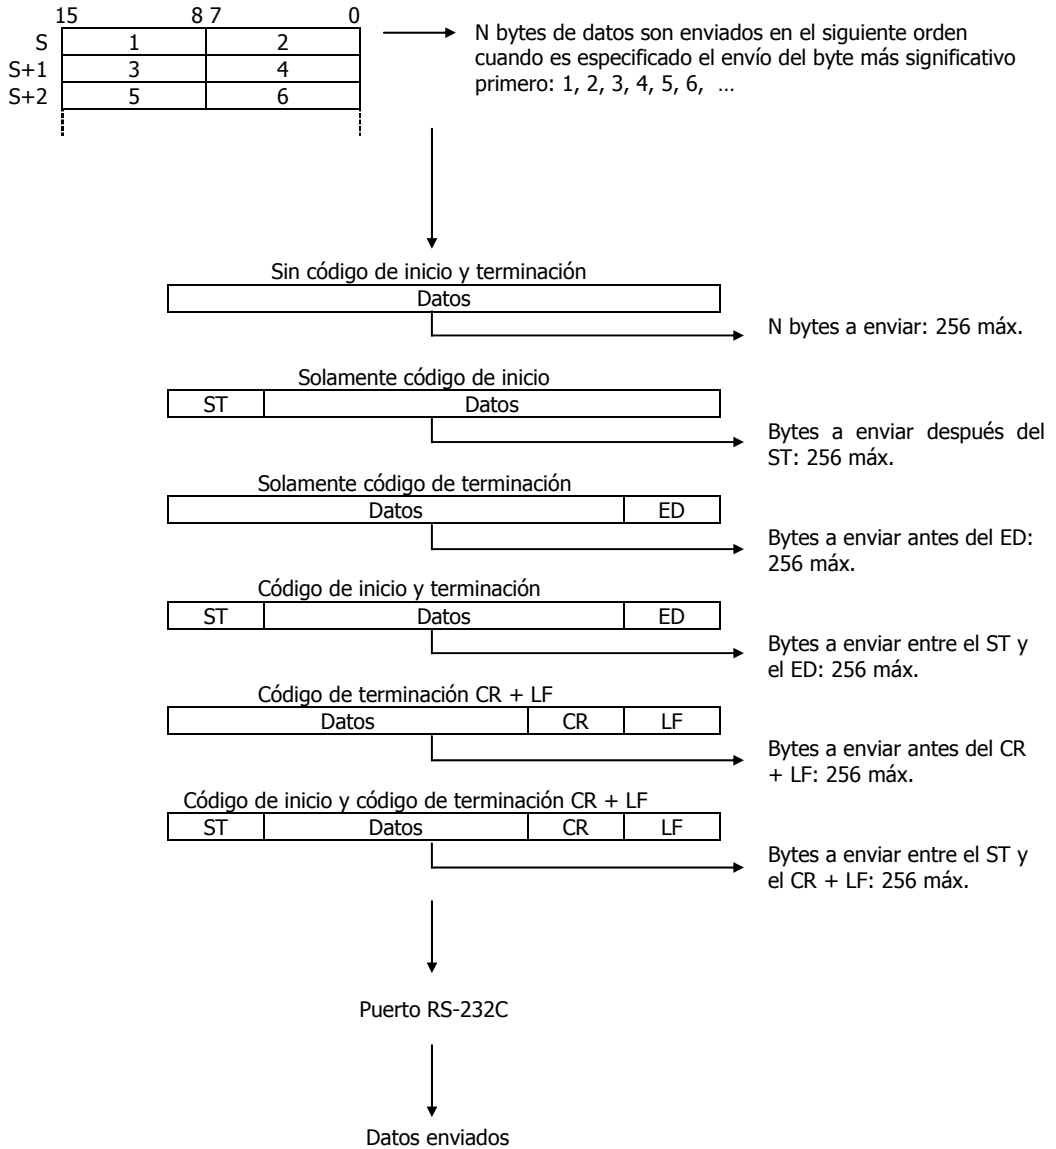 15 8 7 0
S 1 2
S+1 3 4
S+2 5 6
N bytes de datos son enviados en el siguiente orden
cuando es especificado el envío del byte más significativo
primero: 1, 2, 3, 4, 5, 6, …
Sin código de inicio y terminación
Datos
N bytes a enviar: 256 máx.
Solamente código de inicio
ST Datos
Bytes a enviar después del
ST: 256 máx.
Solamente código de terminación
Datos ED
Bytes a enviar antes del ED:
256 máx.
Código de inicio y terminación
ST Datos ED
Bytes a enviar entre el ST y
el ED: 256 máx.
Código de terminación CR + LF
Datos CR LF
Bytes a enviar antes del CR
+ LF: 256 máx.
Código de inicio y código de terminación CR + LF
ST Datos CR LF
Bytes a enviar entre el ST y
el CR + LF: 256 máx.
Puerto RS-232C
Datos enviados